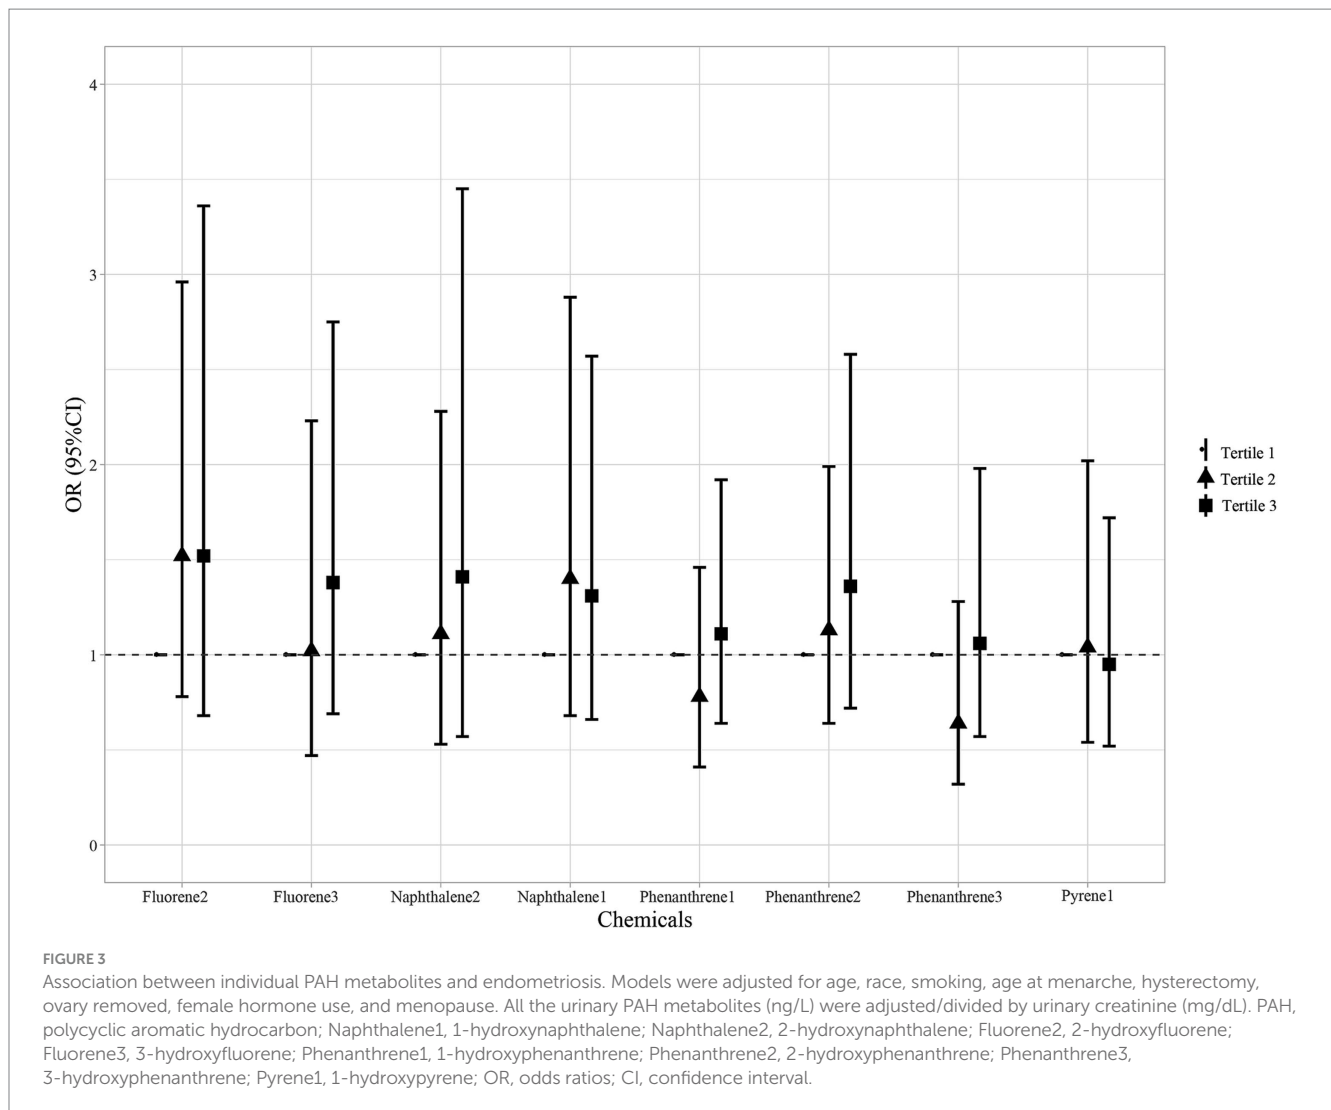 4
3
2
1
0
OR (95%CI)
Tertile 1
Tertile 2
Tertile 3
Fluorene2 Fluorene3 Naphthalene2 Naphthalene1 Phenanthrene1 Phenanthrene2 Phenanthrene3 Pyrene1
Chemicals
FIGURE 3
Association between individual PAH metabolites and endometriosis. Models were adjusted for age, race, smoking, age at menarche, hysterectomy,
ovary removed, female hormone use, and menopause. All the urinary PAH metabolites (ng/L) were adjusted/divided by urinary creatinine (mg/dL). PAH,
polycyclic aromatic hydrocarbon; Naphthalene1, 1-hydroxynaphthalene; Naphthalene2, 2-hydroxynaphthalene; Fluorene2, 2-hydroxyfluorene;
Fluorene3, 3-hydroxyfluorene; Phenanthrene1, 1-hydroxyphenanthrene; Phenanthrene2, 2-hydroxyphenanthrene; Phenanthrene3,
3-hydroxyphenanthrene; Pyrene1, 1-hydroxypyrene; OR, odds ratios; CI, confidence interval.